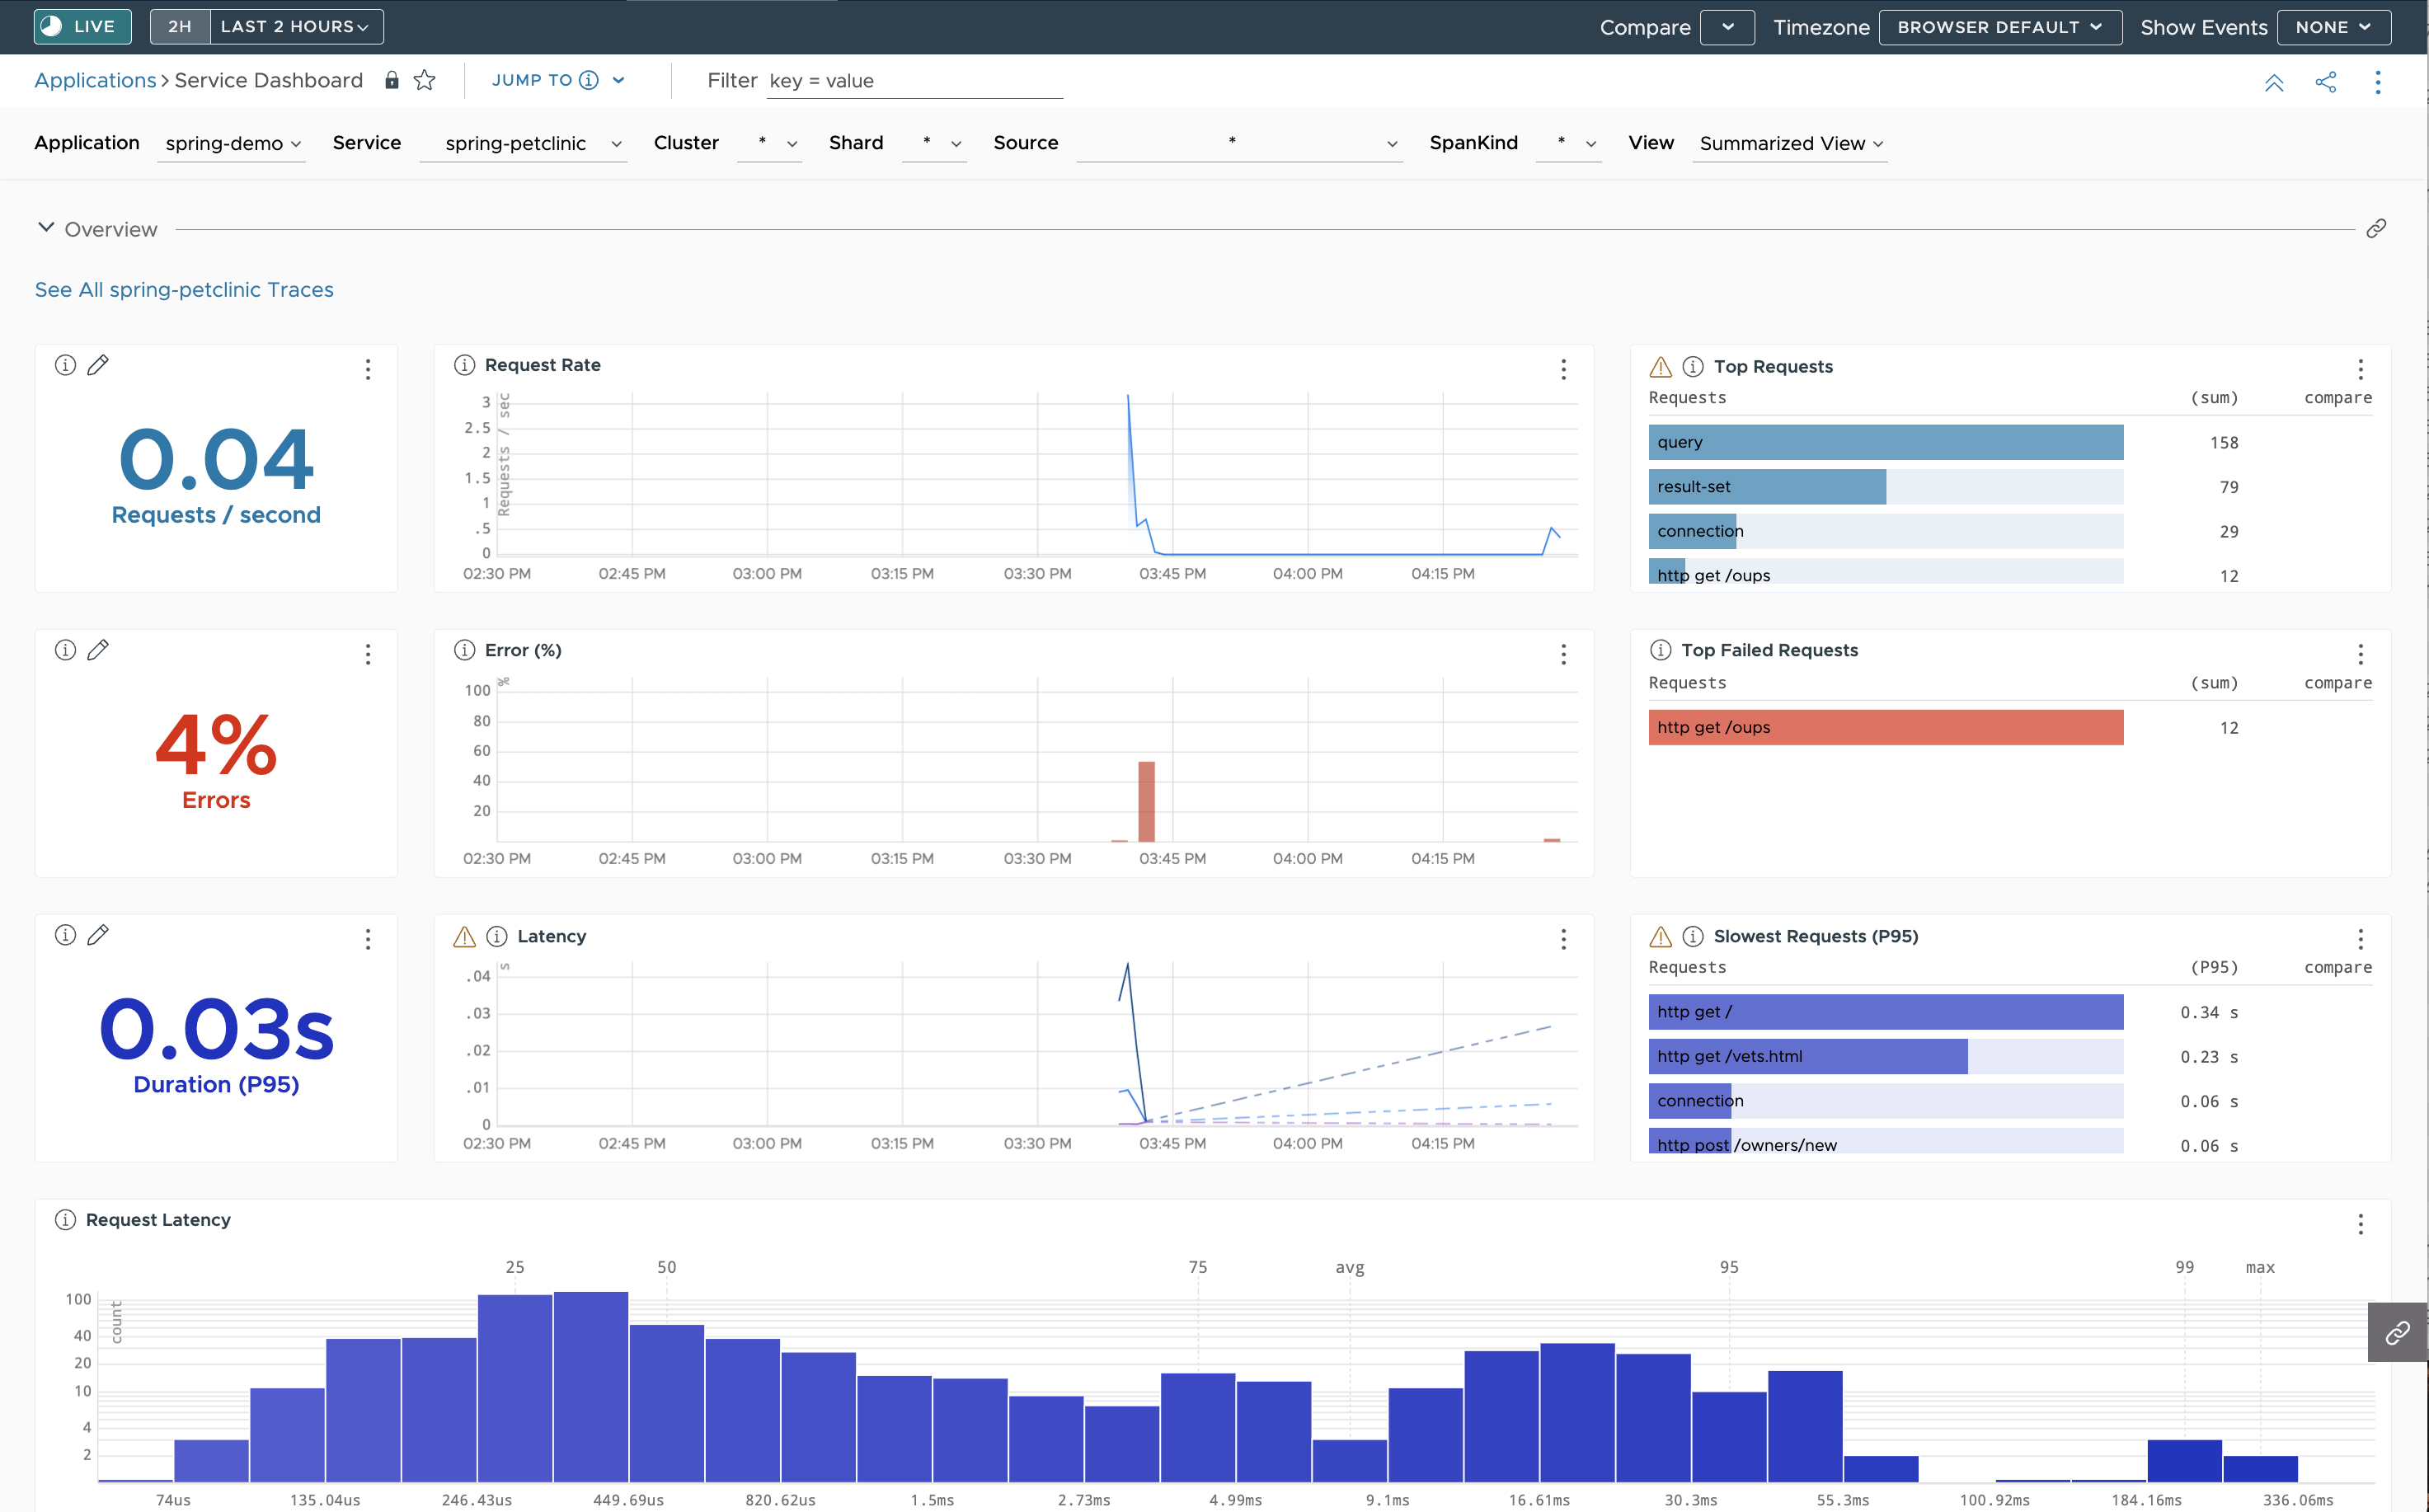 LIVE 2H LAST 2 HOURS Compare Timezone BROWSER DEFAULT Show Events NONE
Applications > Service Dashboard JUMP TO Filter key = value
Application spring-demo Service spring-petclinic Cluster * Shard * Source * SpanKind * View Summarized View
Overview
See All spring-petclinic Traces
0.04
Requests / second
Request Rate
Requests / sec
3
2.5
2
1.5
1
.5
0
02:30 PM 02:45 PM 03:00 PM 03:15 PM 03:30 PM 03:45 PM 04:00 PM 04:15 PM
Top Requests
Requests (sum) compare
query 158
result-set 79
connection 29
http get /oups 12
4%
Errors
Error (%)
%
100
80
60
40
20
02:30 PM 02:45 PM 03:00 PM 03:15 PM 03:30 PM 03:45 PM 04:00 PM 04:15 PM
Top Failed Requests
Requests (sum) compare
http get /oups 12
0.03s
Duration (P95)
Latency
s
.04
.03
.02
.01
0
02:30 PM 02:45 PM 03:00 PM 03:15 PM 03:30 PM 03:45 PM 04:00 PM 04:15 PM
Slowest Requests (P95)
Requests (P95) compare
http get / 0.34 s
http get /vets.html 0.23 s
connection 0.06 s
http post /owners/new 0.06 s
Request Latency
25 50 75 avg 95 99 max
count
100
40
20
10
4
2
74us 135.04us 246.43us 449.69us 820.62us 1.5ms 2.73ms 4.99ms 9.1ms 16.61ms 30.3ms 55.3ms 100.92ms 184.16ms 336.06ms